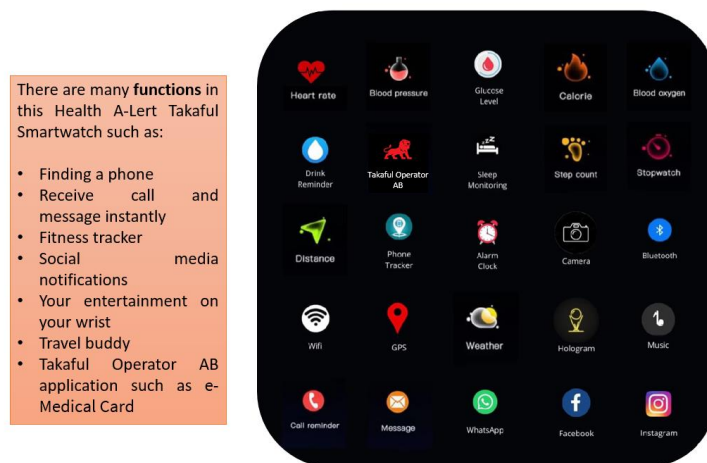 There are many functions in
this Health A-Lert Takaful
Smartwatch such as:
• Finding a phone
• Receive call and
message instantly
• Fitness tracker
• Social media
notifications
• Your entertainment on
your wrist
• Travel buddy
• Takaful Operator AB
application such as e-
Medical Card
Heart rate
Blood pressure
Glucose
Level
Calorie
Blood oxygen
Drink
Reminder
Takaful Operator
AB
Sleep
Monitoring
Step count
Stopwatch
Distance
Phone
Tracker
Alarm
Clock
Camera
Bluetooth
Wifi
GPS
Weather
Hologram
Music
Call reminder
Message
WhatsApp
Facebook
Instagram